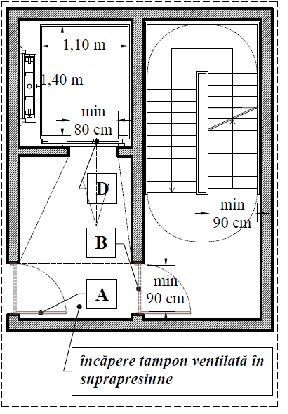 1,10 m
1,40 m
min
80 cm
D
min
90 cm
B
min
90 cm
A
încăpere tampon ventilată în
suprapresiune